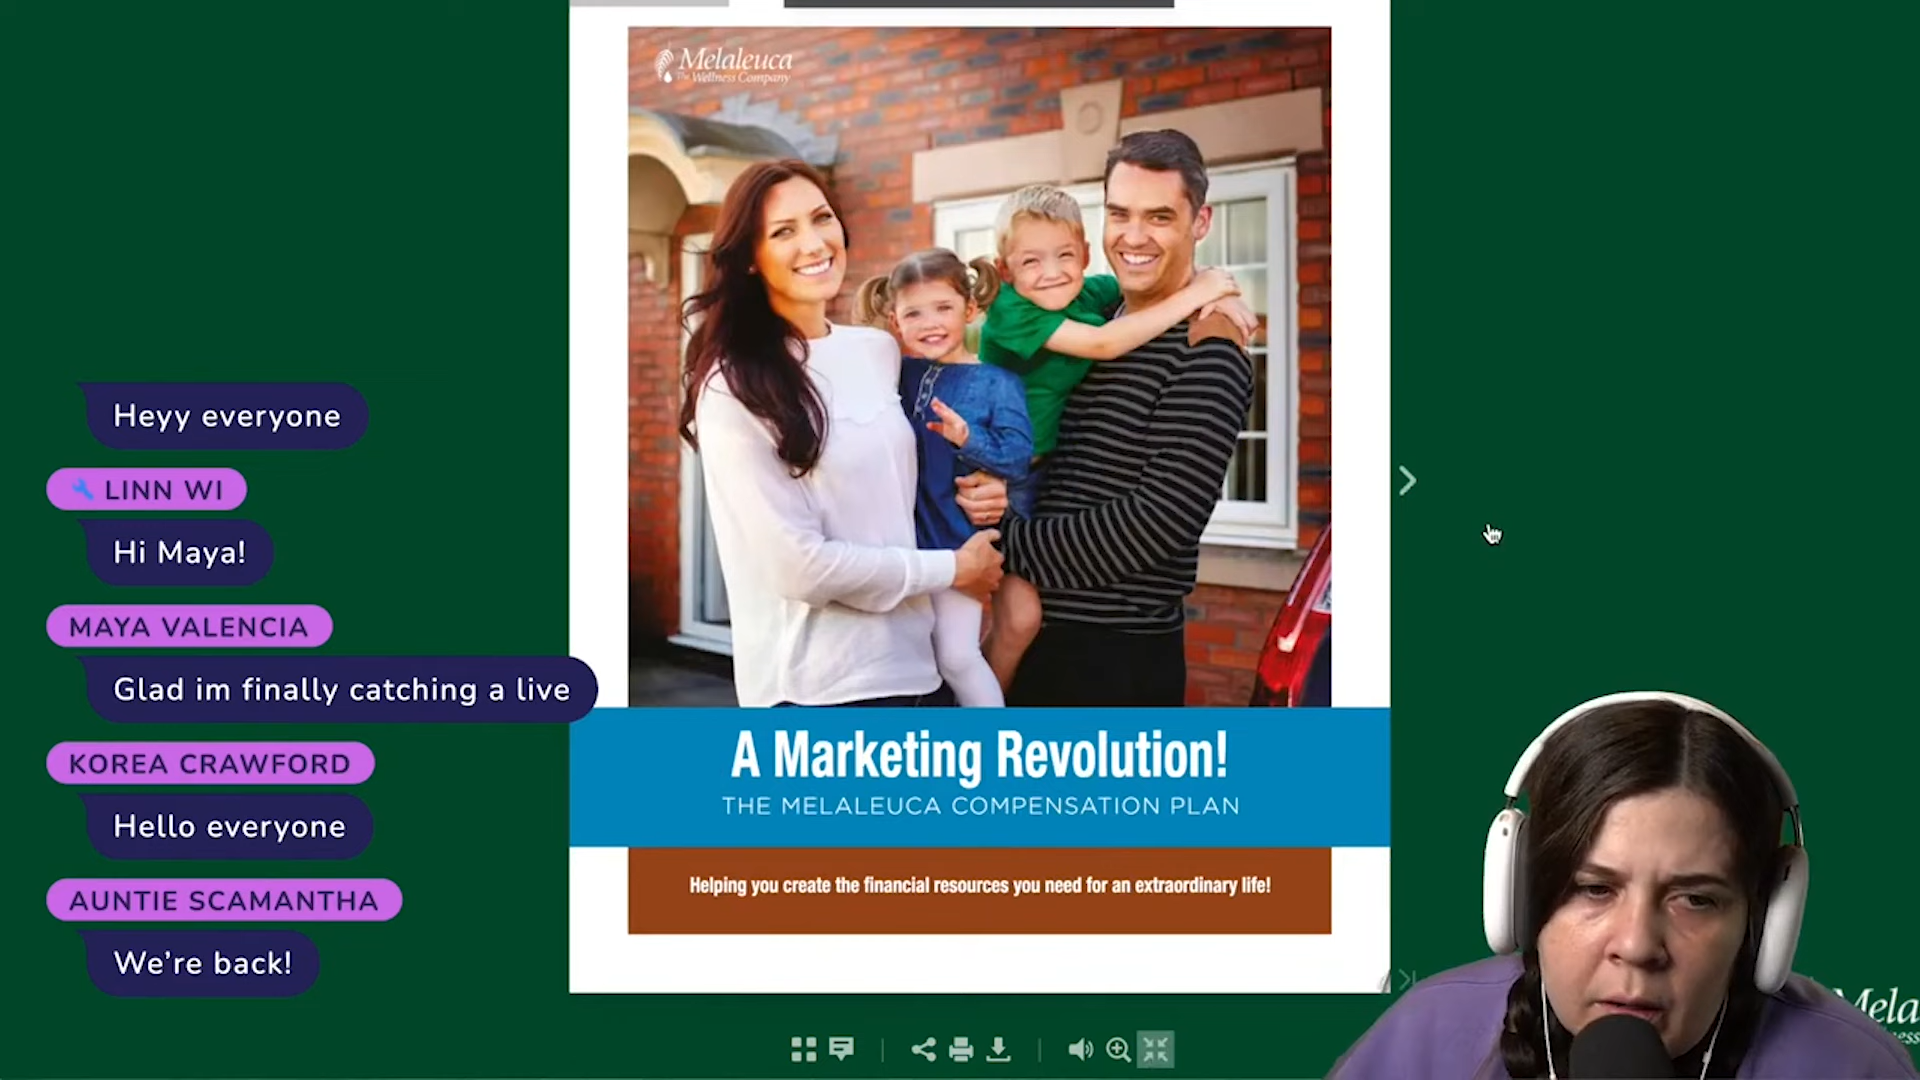 Melaleuca
The Wellness Company
Heyy everyone
LINN WI
Hi Maya!
MAYA VALENCIA
Glad im finally catching a live
KOREA CRAWFORD
Hello everyone
AUNTIE SCAMANTHA
We're back!
A Marketing Revolution!
THE MELALEUCA COMPENSATION PLAN
Helping you create the financial resources you need for an extraordinary life!
Mela